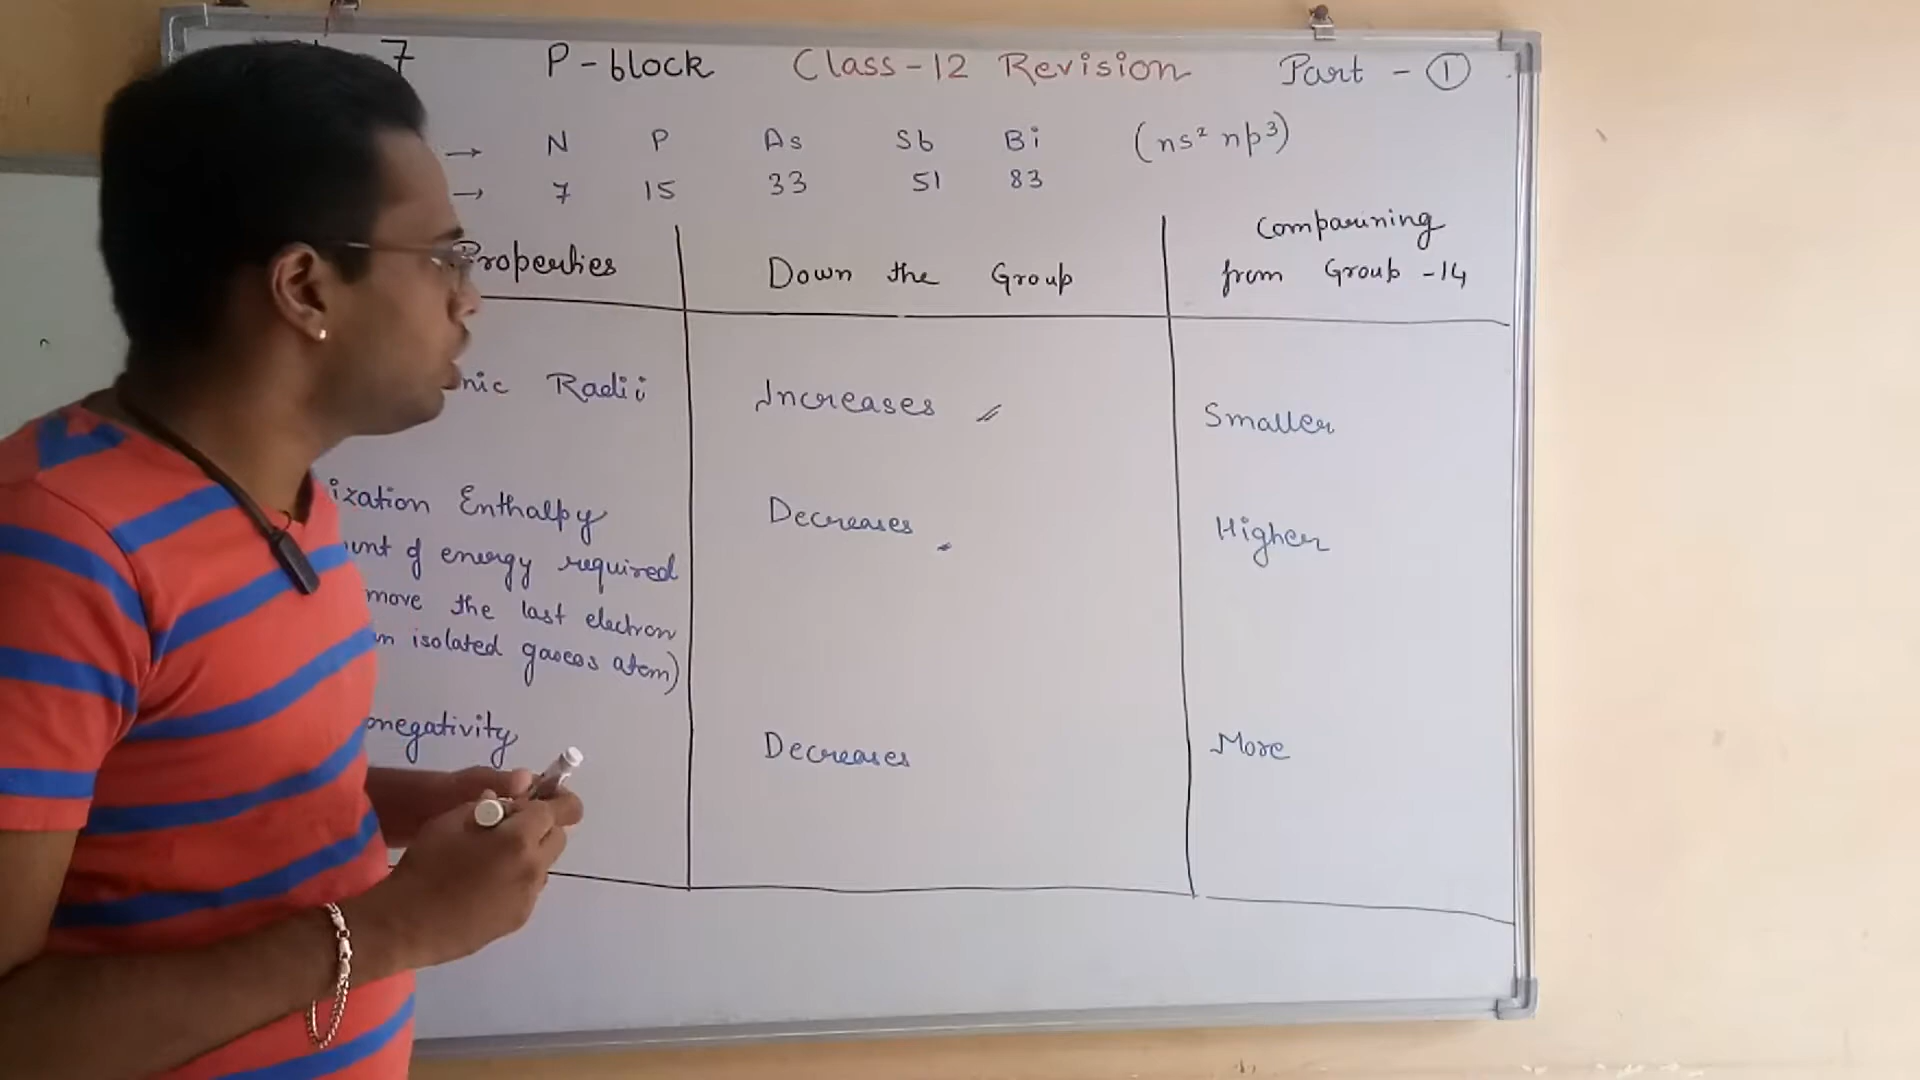 7 P-block Class-12 Revision Part - ①
→ N P As Sb Bi (ns² np³)
→ 7 15 33 51 83
Properties Down the Group Comparining from Group -14
nic Radii Increases Smaller
ization Enthalpy Decreases Higher
unt of energy required
move the last electron
isolated gaseos atom)
onegativity Decreases More